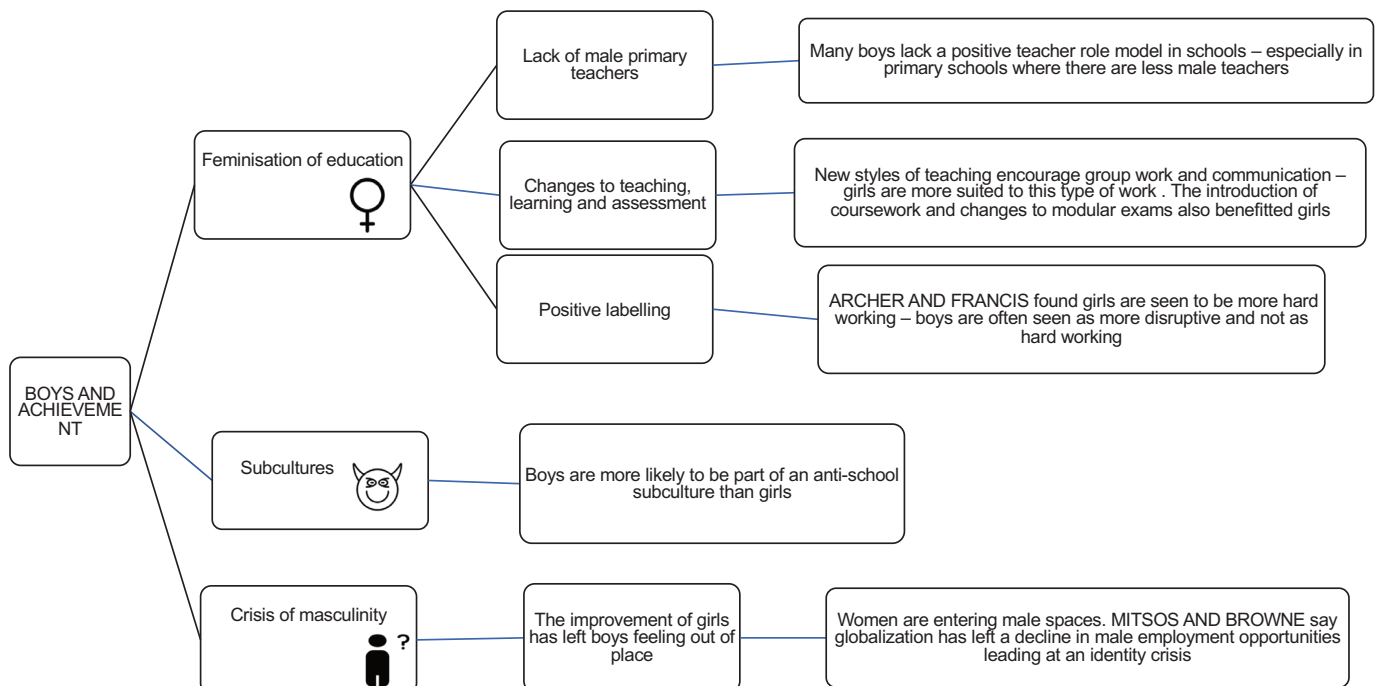 Lack of male primary
teachers
Many boys lack a positive teacher role model in schools – especially in
primary schools where there are less male teachers
Feminisation of education
Changes to teaching,
learning and assessment
New styles of teaching encourage group work and communication –
girls are more suited to this type of work . The introduction of
coursework and changes to modular exams also benefitted girls
Positive labelling
ARCHER AND FRANCIS found girls are seen to be more hard
working – boys are often seen as more disruptive and not as
hard working
BOYS AND
ACHIEVEME
NT
Subcultures
Boys are more likely to be part of an anti-school
subculture than girls
Crisis of masculinity
?
The improvement of girls
has left boys feeling out of
place
Women are entering male spaces. MITSOS AND BROWNE say
globalization has left a decline in male employment opportunities
leading at an identity crisis